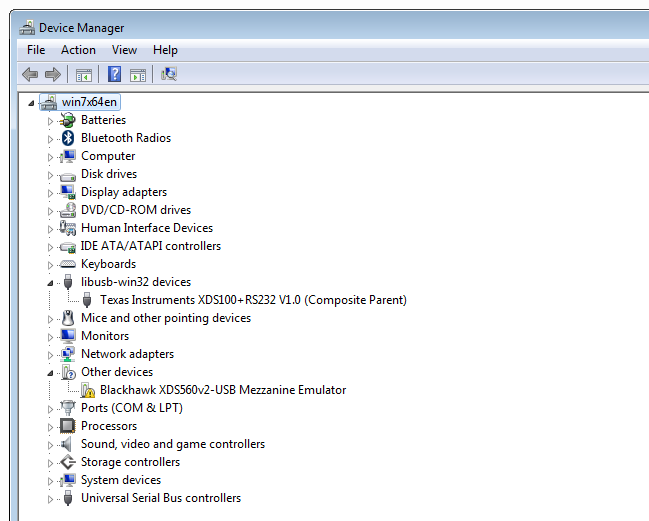 Device Manager
File Action View Help
win7x64en
Batteries
Bluetooth Radios
Computer
Disk drives
Display adapters
DVD/CD-ROM drives
Human Interface Devices
IDE ATA/ATAPI controllers
Keyboards
libusb-win32 devices
Texas Instruments XDS100+RS232 V1.0 (Composite Parent)
Mice and other pointing devices
Monitors
Network adapters
Other devices
Blackhawk XDS560v2-USB Mezzanine Emulator
Ports (COM & LPT)
Processors
Sound, video and game controllers
Storage controllers
System devices
Universal Serial Bus controllers